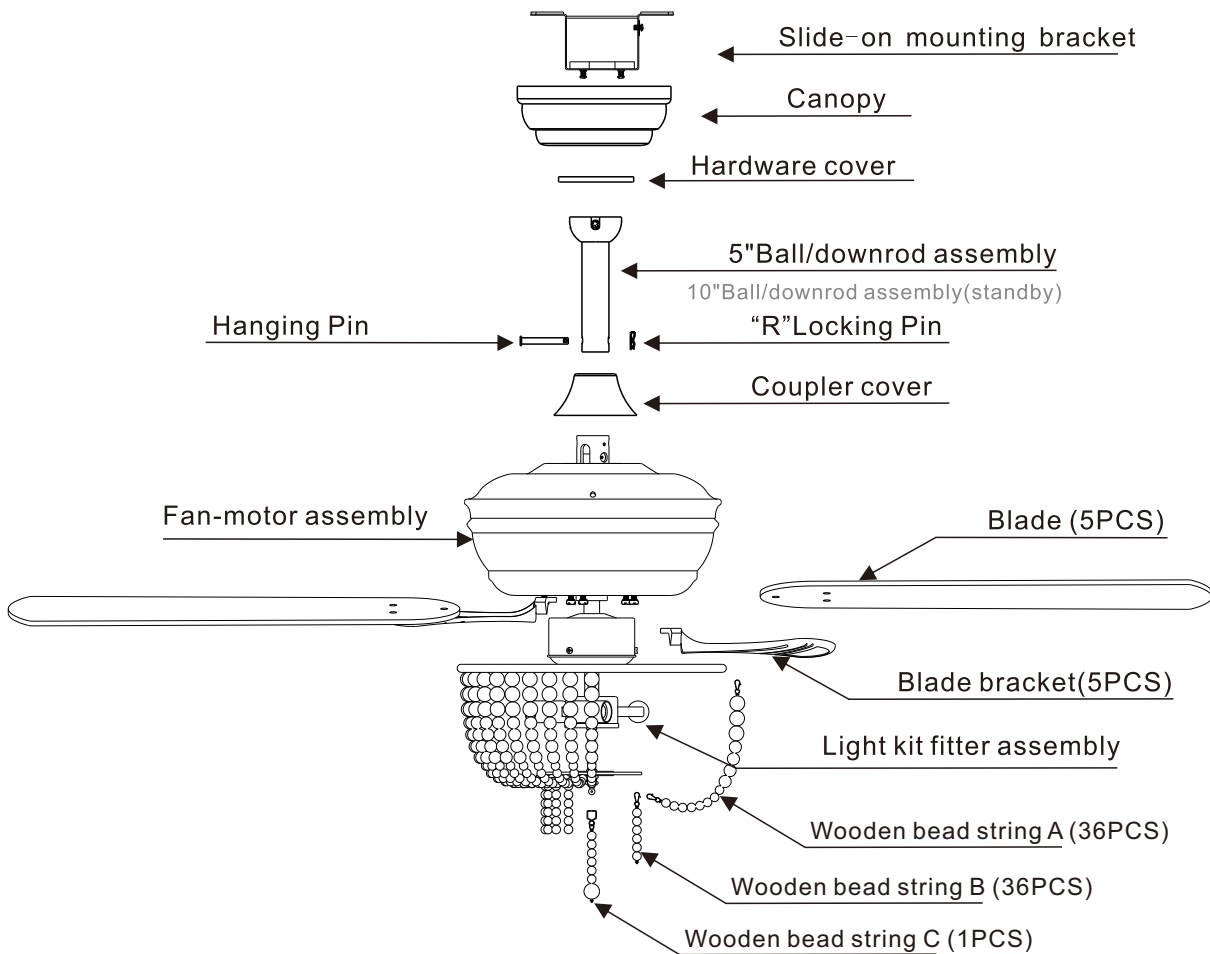 Slide-on mounting bracket
Canopy
Hardware cover
5"Ball/downrod assembly
10"Ball/downrod assembly(standby)
Hanging Pin
“R”Locking Pin
Coupler cover
Fan-motor assembly
Blade (5PCS)
Blade bracket(5PCS)
Light kit fitter assembly
Wooden bead string A (36PCS)
Wooden bead string B (36PCS)
Wooden bead string C (1PCS)